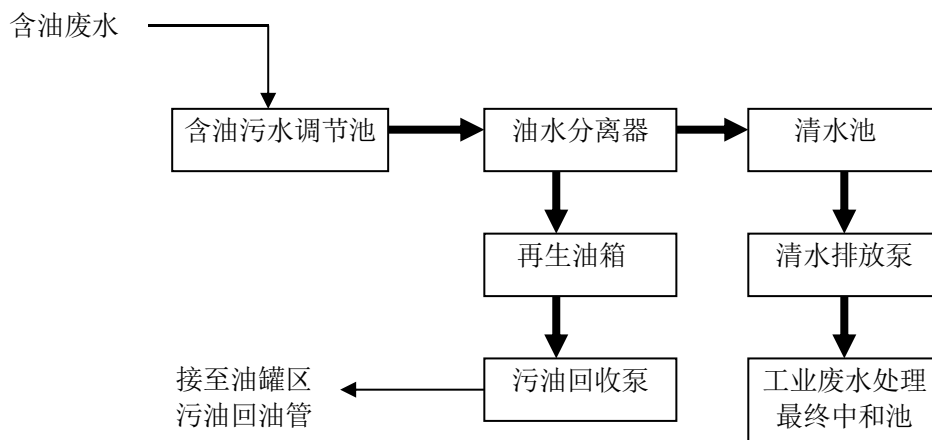 含油废水
含油污水调节池
油水分离器
清水池
再生油箱
清水排放泵
接至油罐区
污油回油管
污油回收泵
工业废水处理
最终中和池